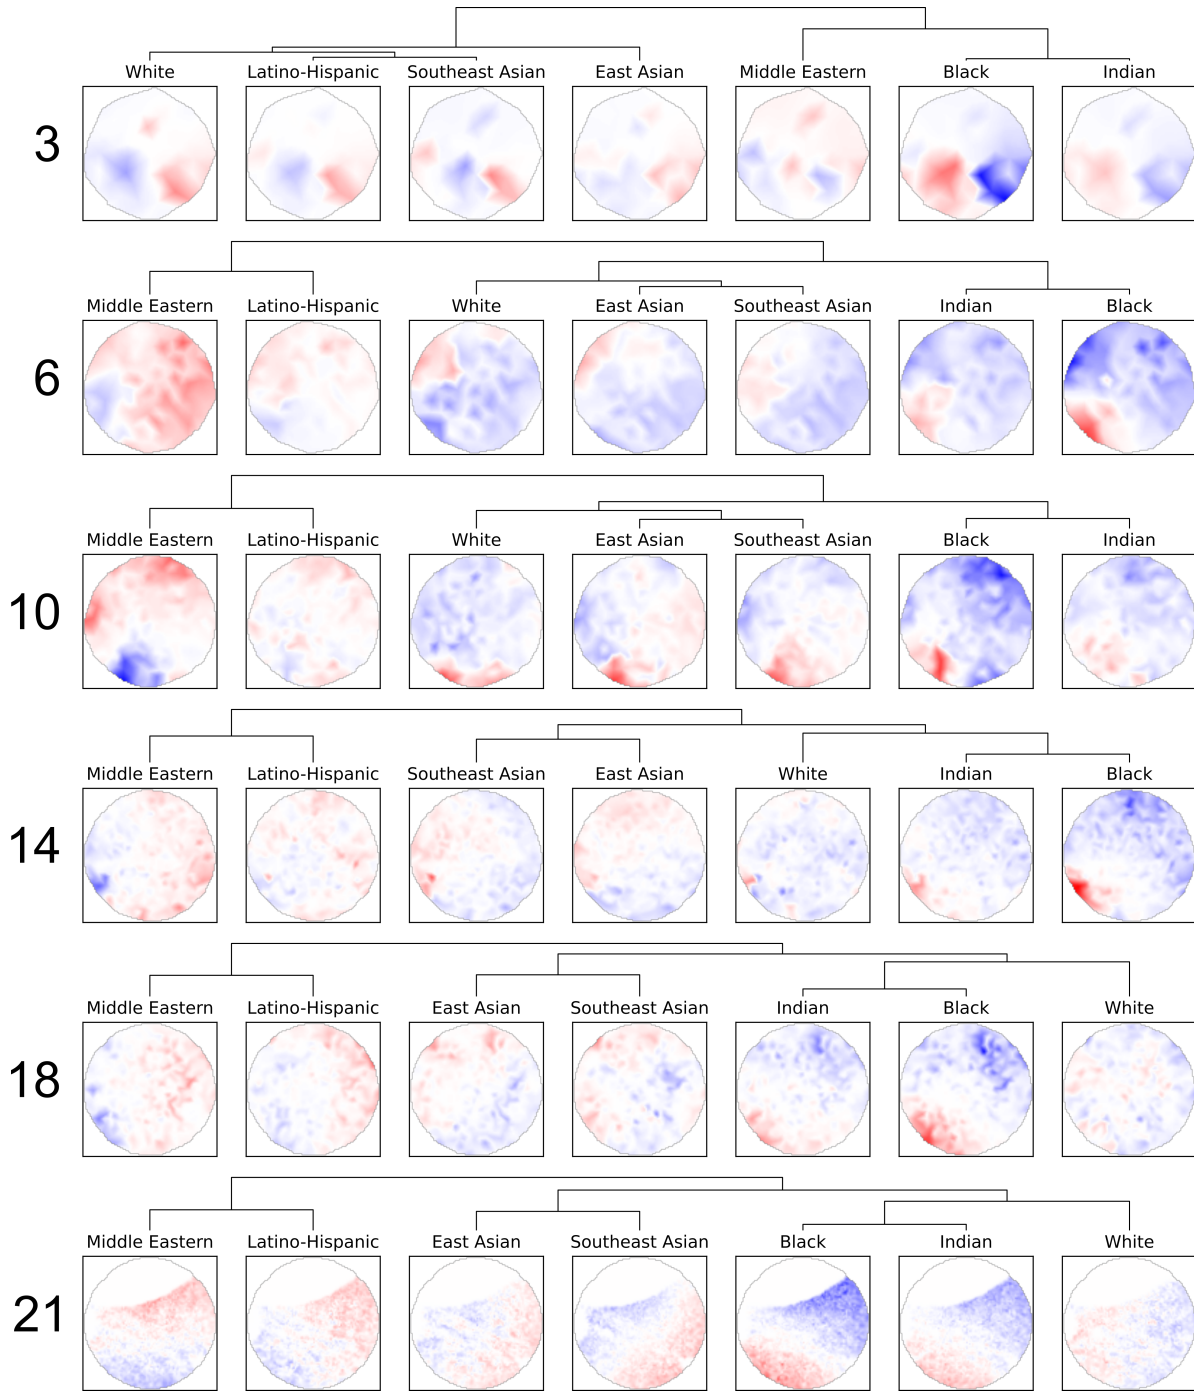 White Latino-Hispanic Southeast Asian East Asian Middle Eastern Black Indian
3
Middle Eastern Latino-Hispanic White East Asian Southeast Asian Indian Black
6
Middle Eastern Latino-Hispanic White East Asian Southeast Asian Black Indian
10
Middle Eastern Latino-Hispanic Southeast Asian East Asian White Indian Black
14
Middle Eastern Latino-Hispanic East Asian Southeast Asian Indian Black White
18
Middle Eastern Latino-Hispanic East Asian Southeast Asian Black Indian White
21